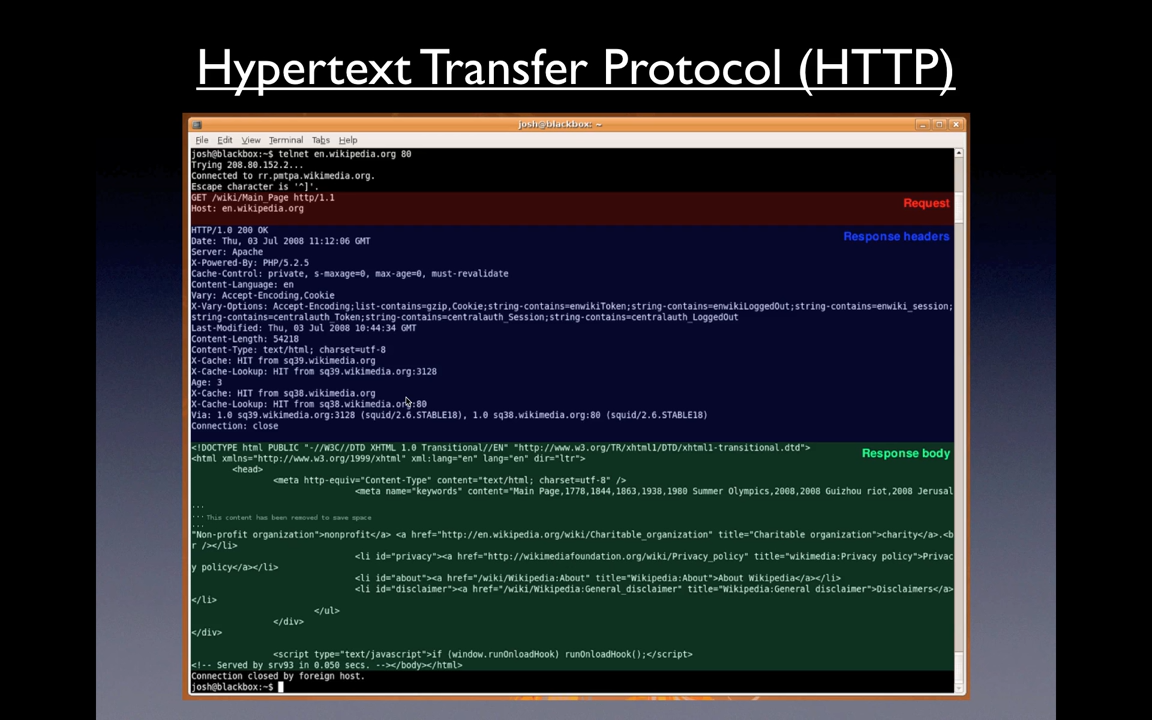 Hypertext Transfer Protocol (HTTP)
josh@blackbox: ~
File Edit View Terminal Tabs Help
josh@blackbox:~$ telnet en.wikipedia.org 80
Trying 208.80.152.2...
Connected to rr.pmtpa.wikimedia.org.
Escape character is '^]'.
GET /wiki/Main_Page http/1.1
Request
Host: en.wikipedia.org
HTTP/1.0 200 OK
Response headers
Date: Thu, 03 Jul 2008 11:12:06 GMT
Server: Apache
X-Powered-By: PHP/5.2.5
Cache-Control: private, s-maxage=0, max-age=0, must-revalidate
Content-Language: en
Vary: Accept-Encoding,Cookie
X-Vary-Options: Accept-Encoding;list-contains=gzip,Cookie;string-contains=enwikiToken;string-contains=enwikiLoggedOut;string-contains=enwiki_session;
string-contains=centralauth_Token;string-contains=centralauth_Session;string-contains=centralauth_LoggedOut
Last-Modified: Thu, 03 Jul 2008 10:44:34 GMT
Content-Length: 54218
Content-Type: text/html; charset=utf-8
X-Cache: HIT from sq39.wikimedia.org
X-Cache-Lookup: HIT from sq39.wikimedia.org:3128
Age: 3
X-Cache: HIT from sq38.wikimedia.org
X-Cache-Lookup: HIT from sq38.wikimedia.org:80
Via: 1.0 sq39.wikimedia.org:3128 (squid/2.6.STABLE18), 1.0 sq38.wikimedia.org:80 (squid/2.6.STABLE18)
Connection: close
<!DOCTYPE html PUBLIC "-//W3C//DTD XHTML 1.0 Transitional//EN" "http://www.w3.org/TR/xhtml1/DTD/xhtml1-transitional.dtd">
Response body
<html xmlns="http://www.w3.org/1999/xhtml" xml:lang="en" lang="en" dir="ltr">
<head>
<meta http-equiv="Content-Type" content="text/html; charset=utf-8" />
<meta name="keywords" content="Main Page,1778,1844,1863,1938,1980 Summer Olympics,2008,2008 Guizhou riot,2008 Jerusal
...
... This content has been removed to save space
...
"Non-profit organization">nonprofit</a> <a href="http://en.wikipedia.org/wiki/Charitable_organization" title="Charitable organization">charity</a>.<b
r /></li>
<li id="privacy"><a href="http://wikimediafoundation.org/wiki/Privacy_policy" title="wikimedia:Privacy policy">Privac
y policy</a></li>
<li id="about"><a href="/wiki/Wikipedia:About" title="Wikipedia:About">About Wikipedia</a></li>
<li id="disclaimer"><a href="/wiki/Wikipedia:General_disclaimer" title="Wikipedia:General disclaimer">Disclaimers</a>
</li>
</ul>
</div>
</div>
<script type="text/javascript">if (window.runOnloadHook) runOnloadHook();</script>
<!-- Served by srv93 in 0.050 secs. --></body></html>
Connection closed by foreign host.
josh@blackbox:~$